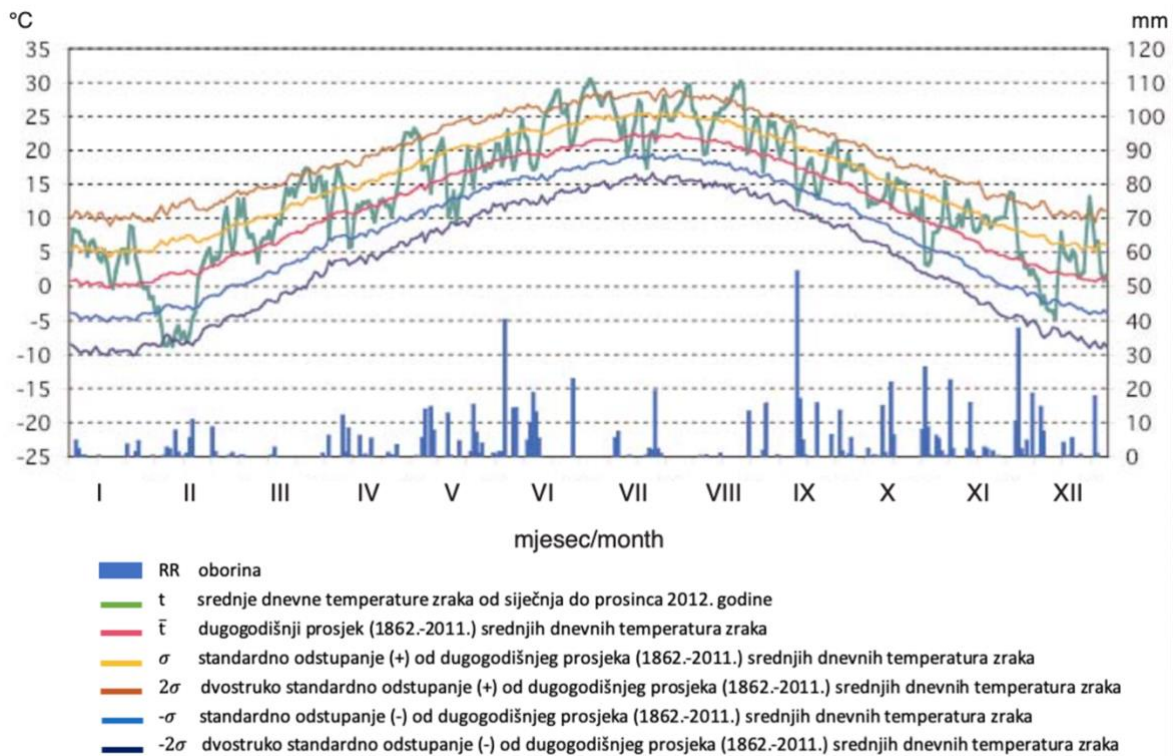 °C mm
35 120
30 110
25 100
20 90
15 80
10 70
5 60
0 50
-5 40
-10 30
-15 20
-20 10
-25 0
I II III IV V VI VII VIII IX X XI XII
mjesec/month
RR oborina
t srednje dnevne temperature zraka od siječnja do prosinca 2012. godine
t̄ dugogodišnji prosjek (1862.-2011.) srednjih dnevnih temperatura zraka
σ standardno odstupanje (+) od dugogodišnjeg prosjeka (1862.-2011.) srednjih dnevnih temperatura zraka
2σ dvostruko standardno odstupanje (+) od dugogodišnjeg prosjeka (1862.-2011.) srednjih dnevnih temperatura zraka
-σ standardno odstupanje (-) od dugogodišnjeg prosjeka (1862.-2011.) srednjih dnevnih temperatura zraka
-2σ dvostruko standardno odstupanje (-) od dugogodišnjeg prosjeka (1862.-2011.) srednjih dnevnih temperatura zraka